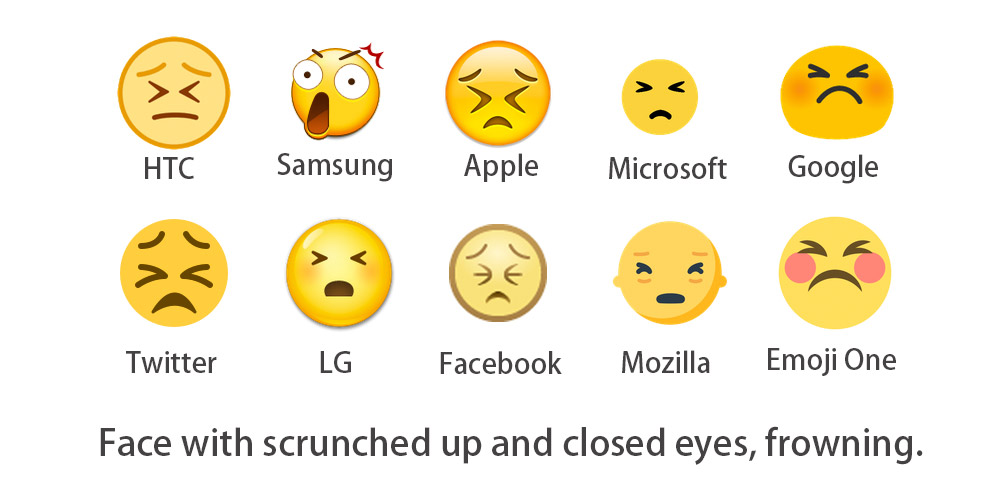 HTC Samsung Apple Microsoft Google
Twitter LG Facebook Mozilla Emoji One
Face with scrunched up and closed eyes, frowning.